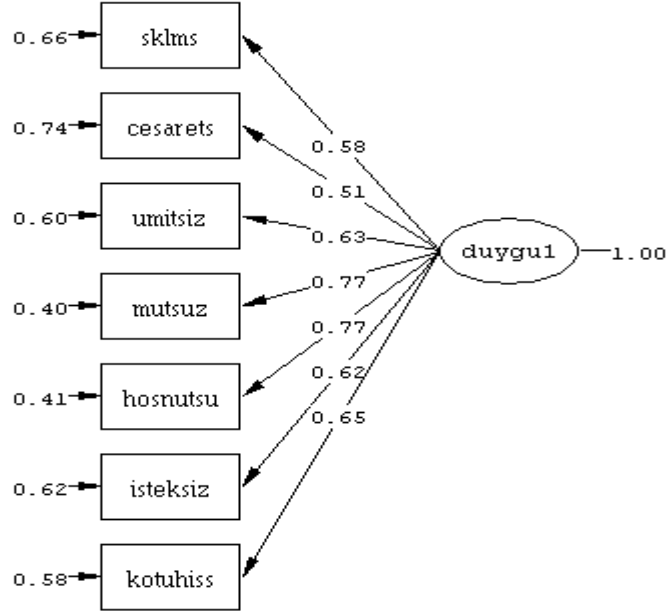 0.66 sklms
0.58
0.74 cesarets
0.51
0.60 umitsiz
0.63
duygu1 1.00
0.77
0.40 mutsuz
0.77
0.62
0.41 hosnutsu
0.65
0.62 isteksiz
0.58 kotuhiss